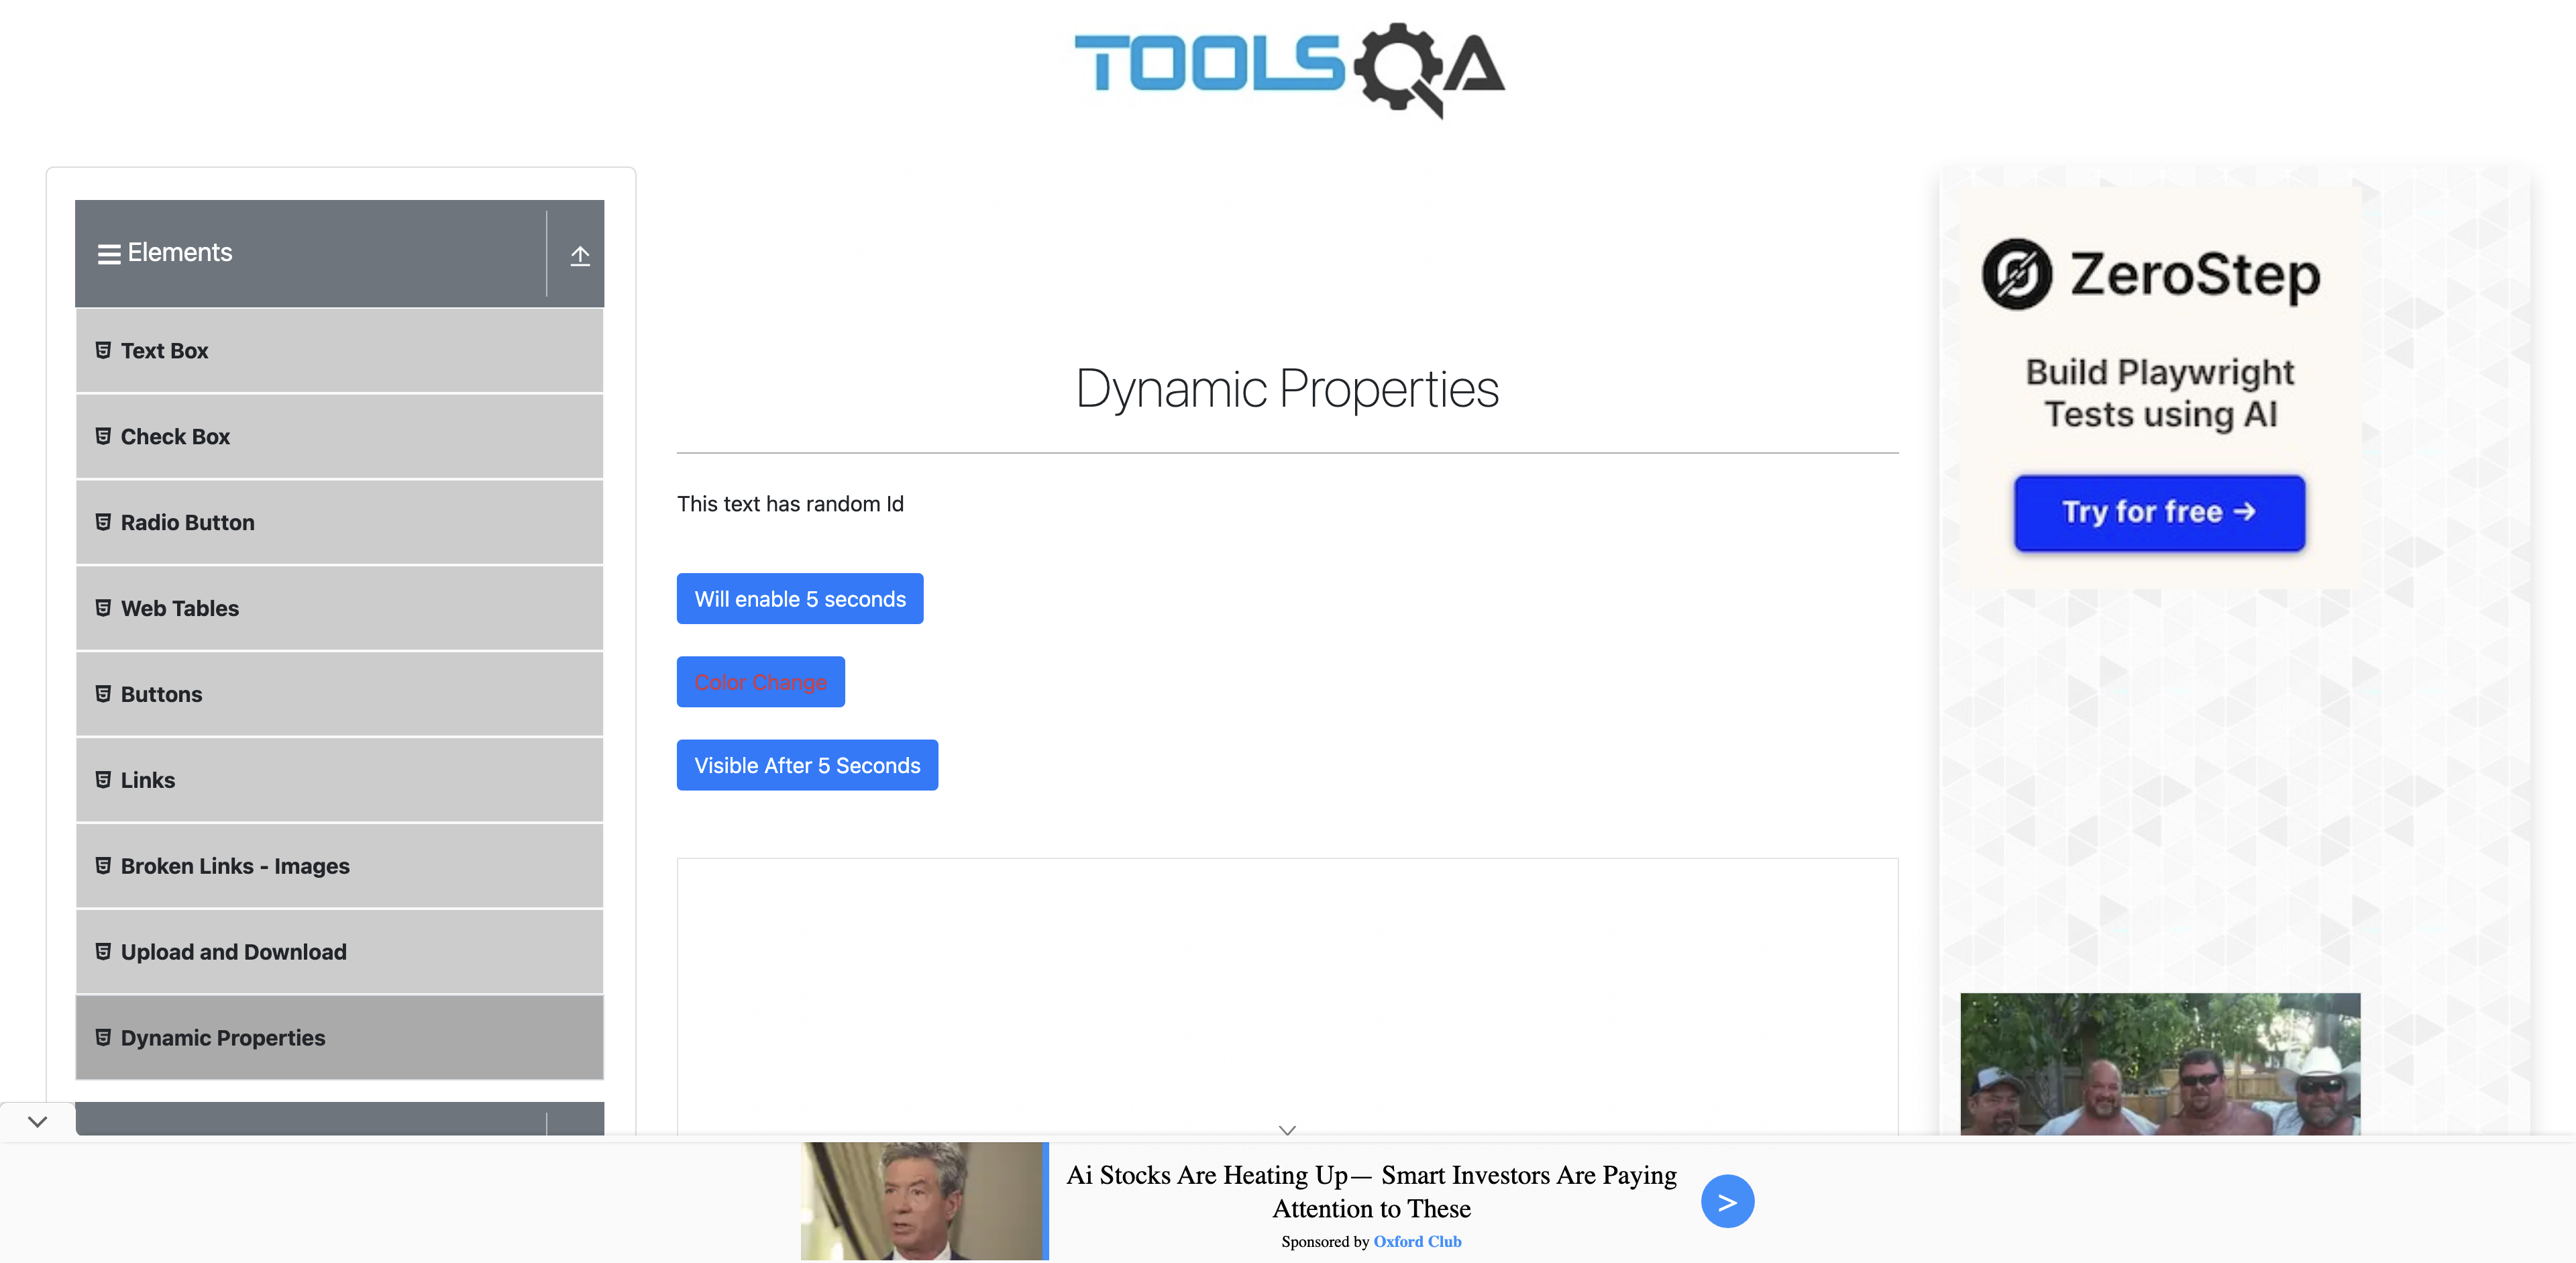 TOOLSQA
Elements
Text Box
Check Box
Radio Button
Web Tables
Buttons
Links
Broken Links - Images
Upload and Download
Dynamic Properties
Dynamic Properties
This text has random Id
Will enable 5 seconds
Color Change
Visible After 5 Seconds
ZeroStep
Build Playwright
Tests using AI
Try for free →
Ai Stocks Are Heating Up— Smart Investors Are Paying
Attention to These
Sponsored by Oxford Club
>